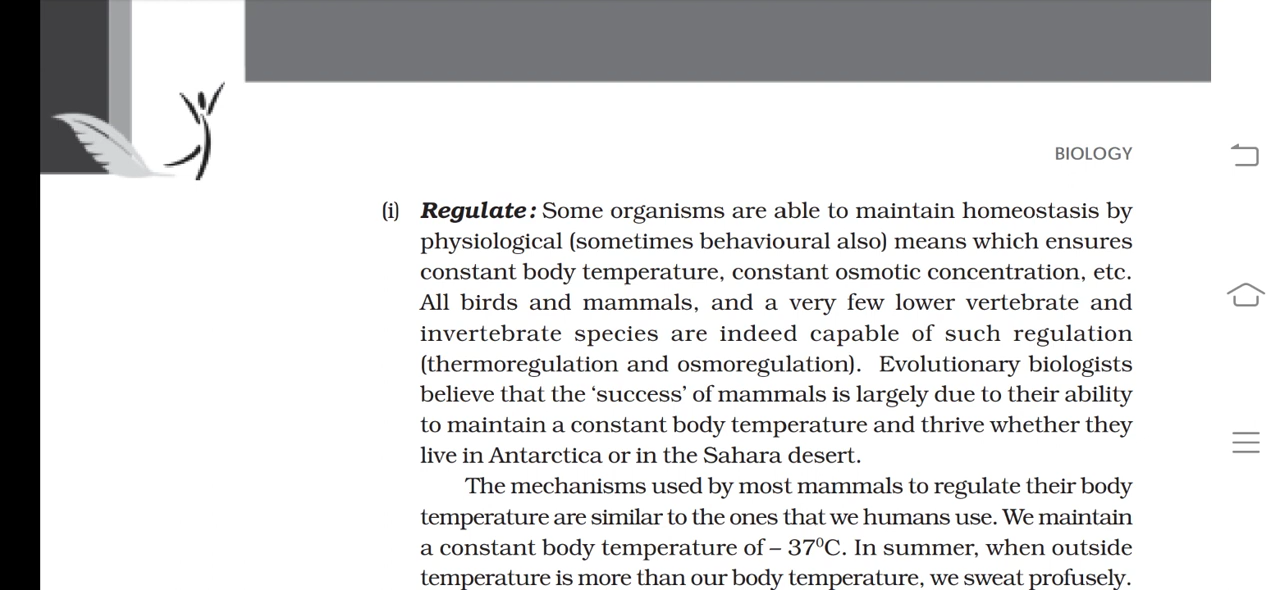 BIOLOGY
(i) Regulate: Some organisms are able to maintain homeostasis by
physiological (sometimes behavioural also) means which ensures
constant body temperature, constant osmotic concentration, etc.
All birds and mammals, and a very few lower vertebrate and
invertebrate species are indeed capable of such regulation
(thermoregulation and osmoregulation). Evolutionary biologists
believe that the ‘success’ of mammals is largely due to their ability
to maintain a constant body temperature and thrive whether they
live in Antarctica or in the Sahara desert.
The mechanisms used by most mammals to regulate their body
temperature are similar to the ones that we humans use. We maintain
a constant body temperature of – 37⁰C. In summer, when outside
temperature is more than our body temperature, we sweat profusely.